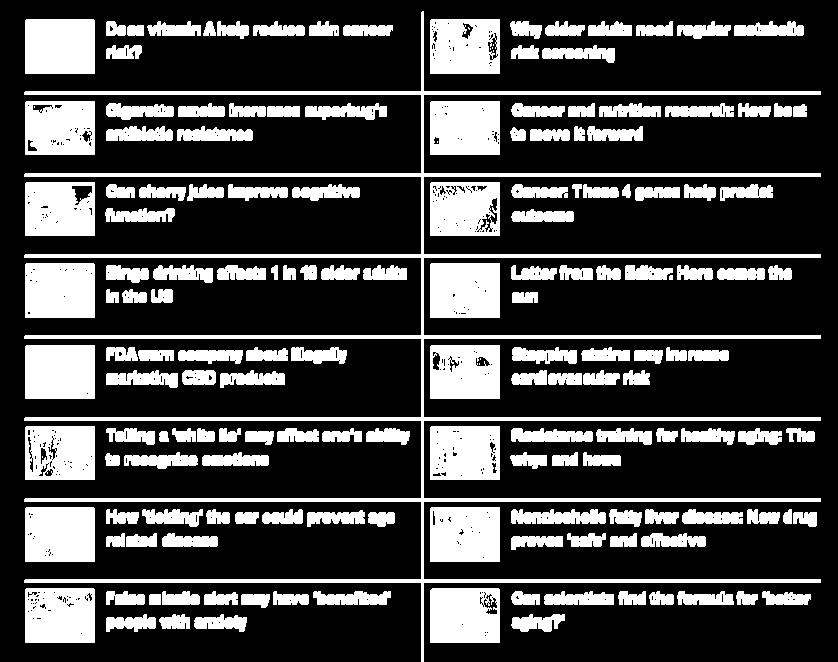 Does vitamin A help reduce skin cancer
risk?
Cigarette smoke increases superbug's
antibiotic resistance
Can cherry juice improve cognitive
function?
Binge drinking affects 1 in 10 older adults
in the US
FDA warn company about illegally
marketing CBD products
Telling a 'white lie' may affect one's ability
to recognize emotions
How 'tickling' the ear could prevent age
related disease
False missile alert may have 'benefited'
people with anxiety
Why older adults need regular metabolic
risk screening
Cancer and nutrition research: How best
to move it forward
Cancer: These 4 genes help predict
outcome
Letter from the Editor: Here comes the
sun
Stopping statins may increase
cardiovascular risk
Resistance training for healthy aging: The
whys and hows
Nonalcoholic fatty liver disease: New drug
proves 'safe' and effective
Can scientists find the formula for 'better
aging?'